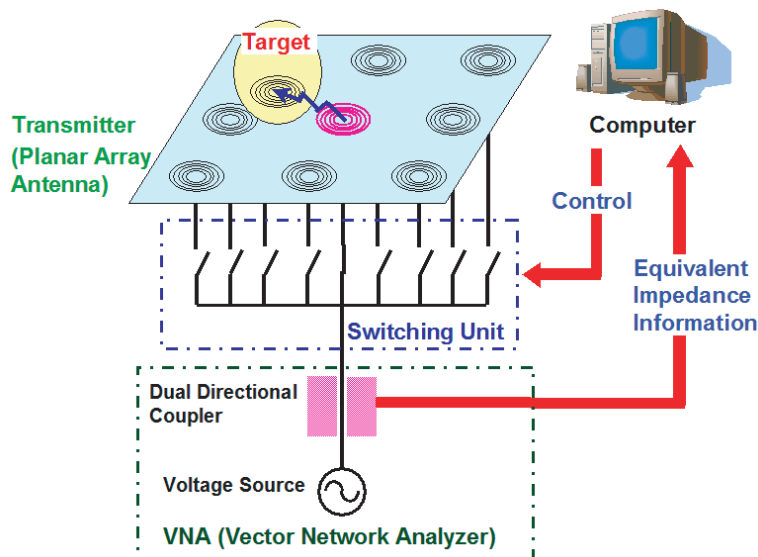 Target
Transmitter
(Planar Array
Antenna)
Computer
Control
Equivalent
Impedance
Information
Switching Unit
Dual Directional
Coupler
Voltage Source
VNA (Vector Network Analyzer)